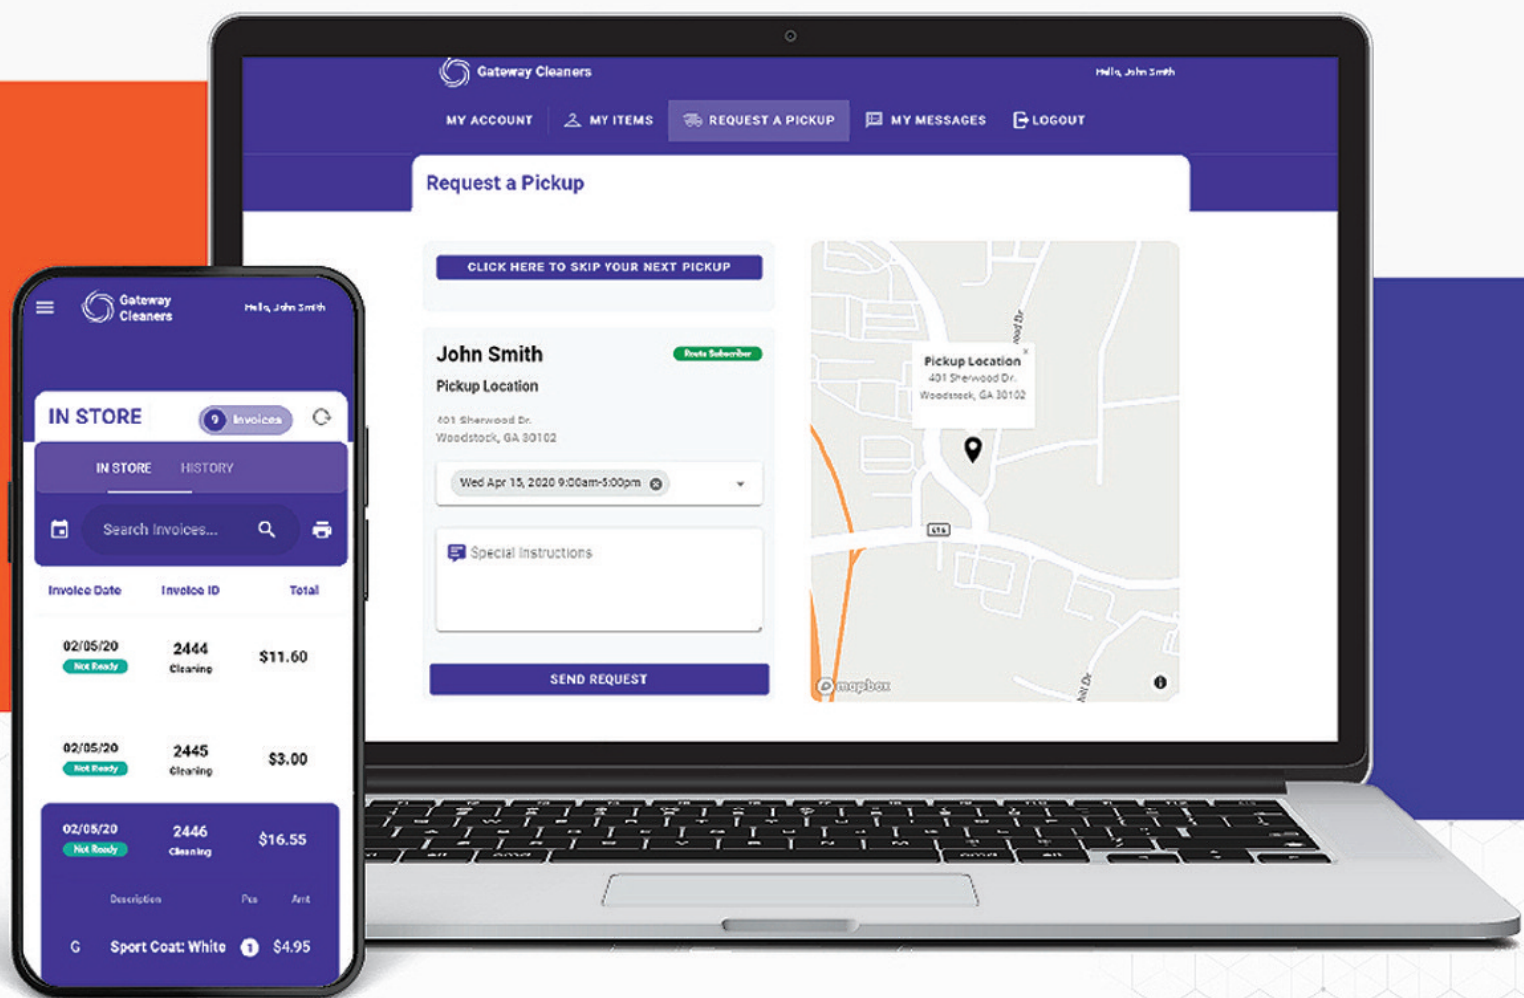 Gateway Cleaners
Hello, John Smith
MY ACCOUNT
MY ITEMS
REQUEST A PICKUP
MY MESSAGES
LOGOUT
Request a Pickup
CLICK HERE TO SKIP YOUR NEXT PICKUP
John Smith
Route Subscriber
Pickup Location
401 Sherwood Dr.
Woodstock, GA 30102
Wed Apr 15, 2020 9:00am-5:00pm
Special Instructions
SEND REQUEST
Pickup Location
401 Sherwood Dr.
Woodstock, GA 30102
mapbox
Gateway
Cleaners
Hello, John Smith
IN STORE
9 Invoices
IN STORE
HISTORY
Search Invoices...
Invoice Date Invoice ID Total
02/05/20 2444 $11.60
Not Ready Cleaning
02/05/20 2445 $3.00
Not Ready Cleaning
02/05/20 2446 $16.55
Not Ready Cleaning
Description Pcs Amt
G Sport Coat: White 1 $4.95